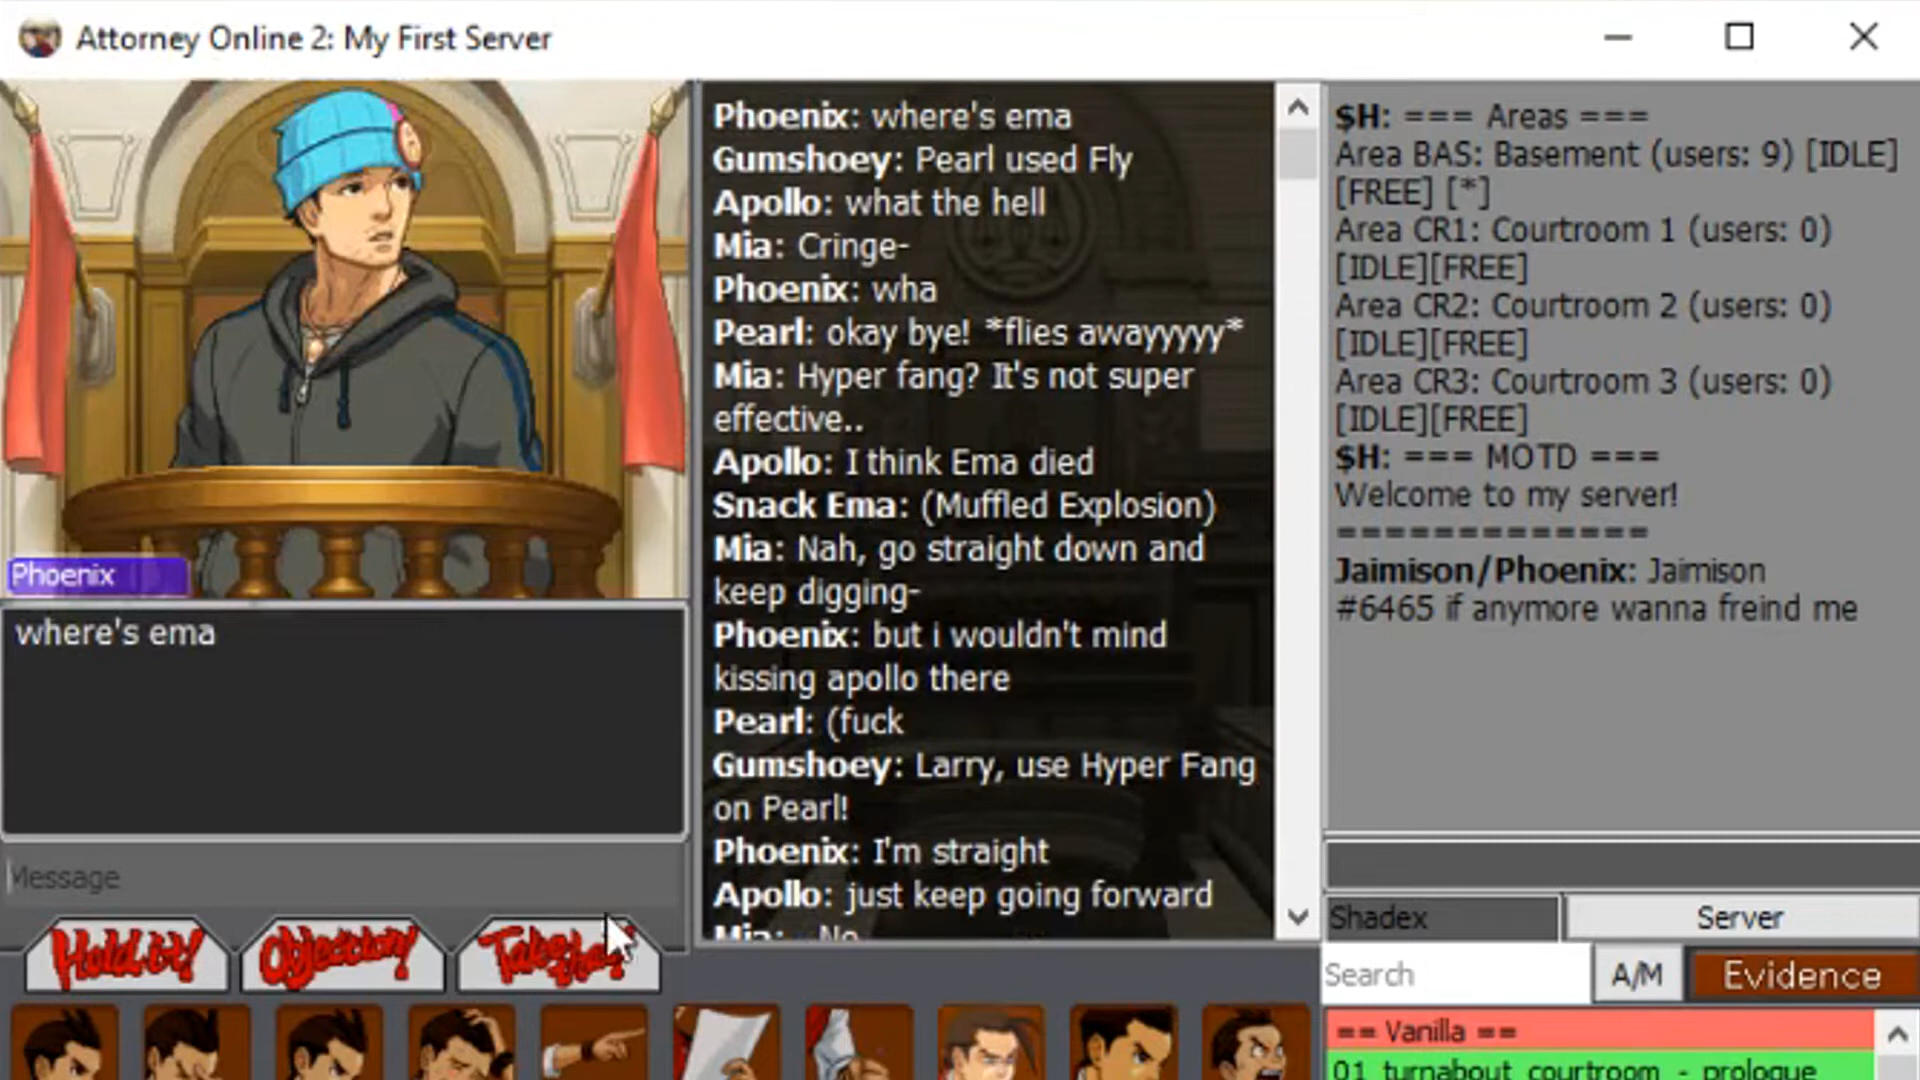 Attorney Online 2: My First Server
Phoenix
where's ema
Message
Hold it!
Objection!
Take that!
Phoenix: where's ema
Gumshoey: Pearl used Fly
Apollo: what the hell
Mia: Cringe-
Phoenix: wha
Pearl: okay bye! *flies awayyyyy*
Mia: Hyper fang? It's not super
effective..
Apollo: I think Ema died
Snack Ema: (Muffled Explosion)
Mia: Nah, go straight down and
keep digging-
Phoenix: but i wouldn't mind
kissing apollo there
Pearl: (fuck
Gumshoey: Larry, use Hyper Fang
on Pearl!
Phoenix: I'm straight
Apollo: just keep going forward
$H: === Areas ===
Area BAS: Basement (users: 9) [IDLE]
[FREE] [*]
Area CR1: Courtroom 1 (users: 0)
[IDLE][FREE]
Area CR2: Courtroom 2 (users: 0)
[IDLE][FREE]
Area CR3: Courtroom 3 (users: 0)
[IDLE][FREE]
$H: === MOTD ===
Welcome to my server!
=============
Jaimison/Phoenix: Jaimison
#6465 if anymore wanna freind me
Shadex
Server
Search
A/M
Evidence
== Vanilla ==
01 turnabout courtroom - prologue